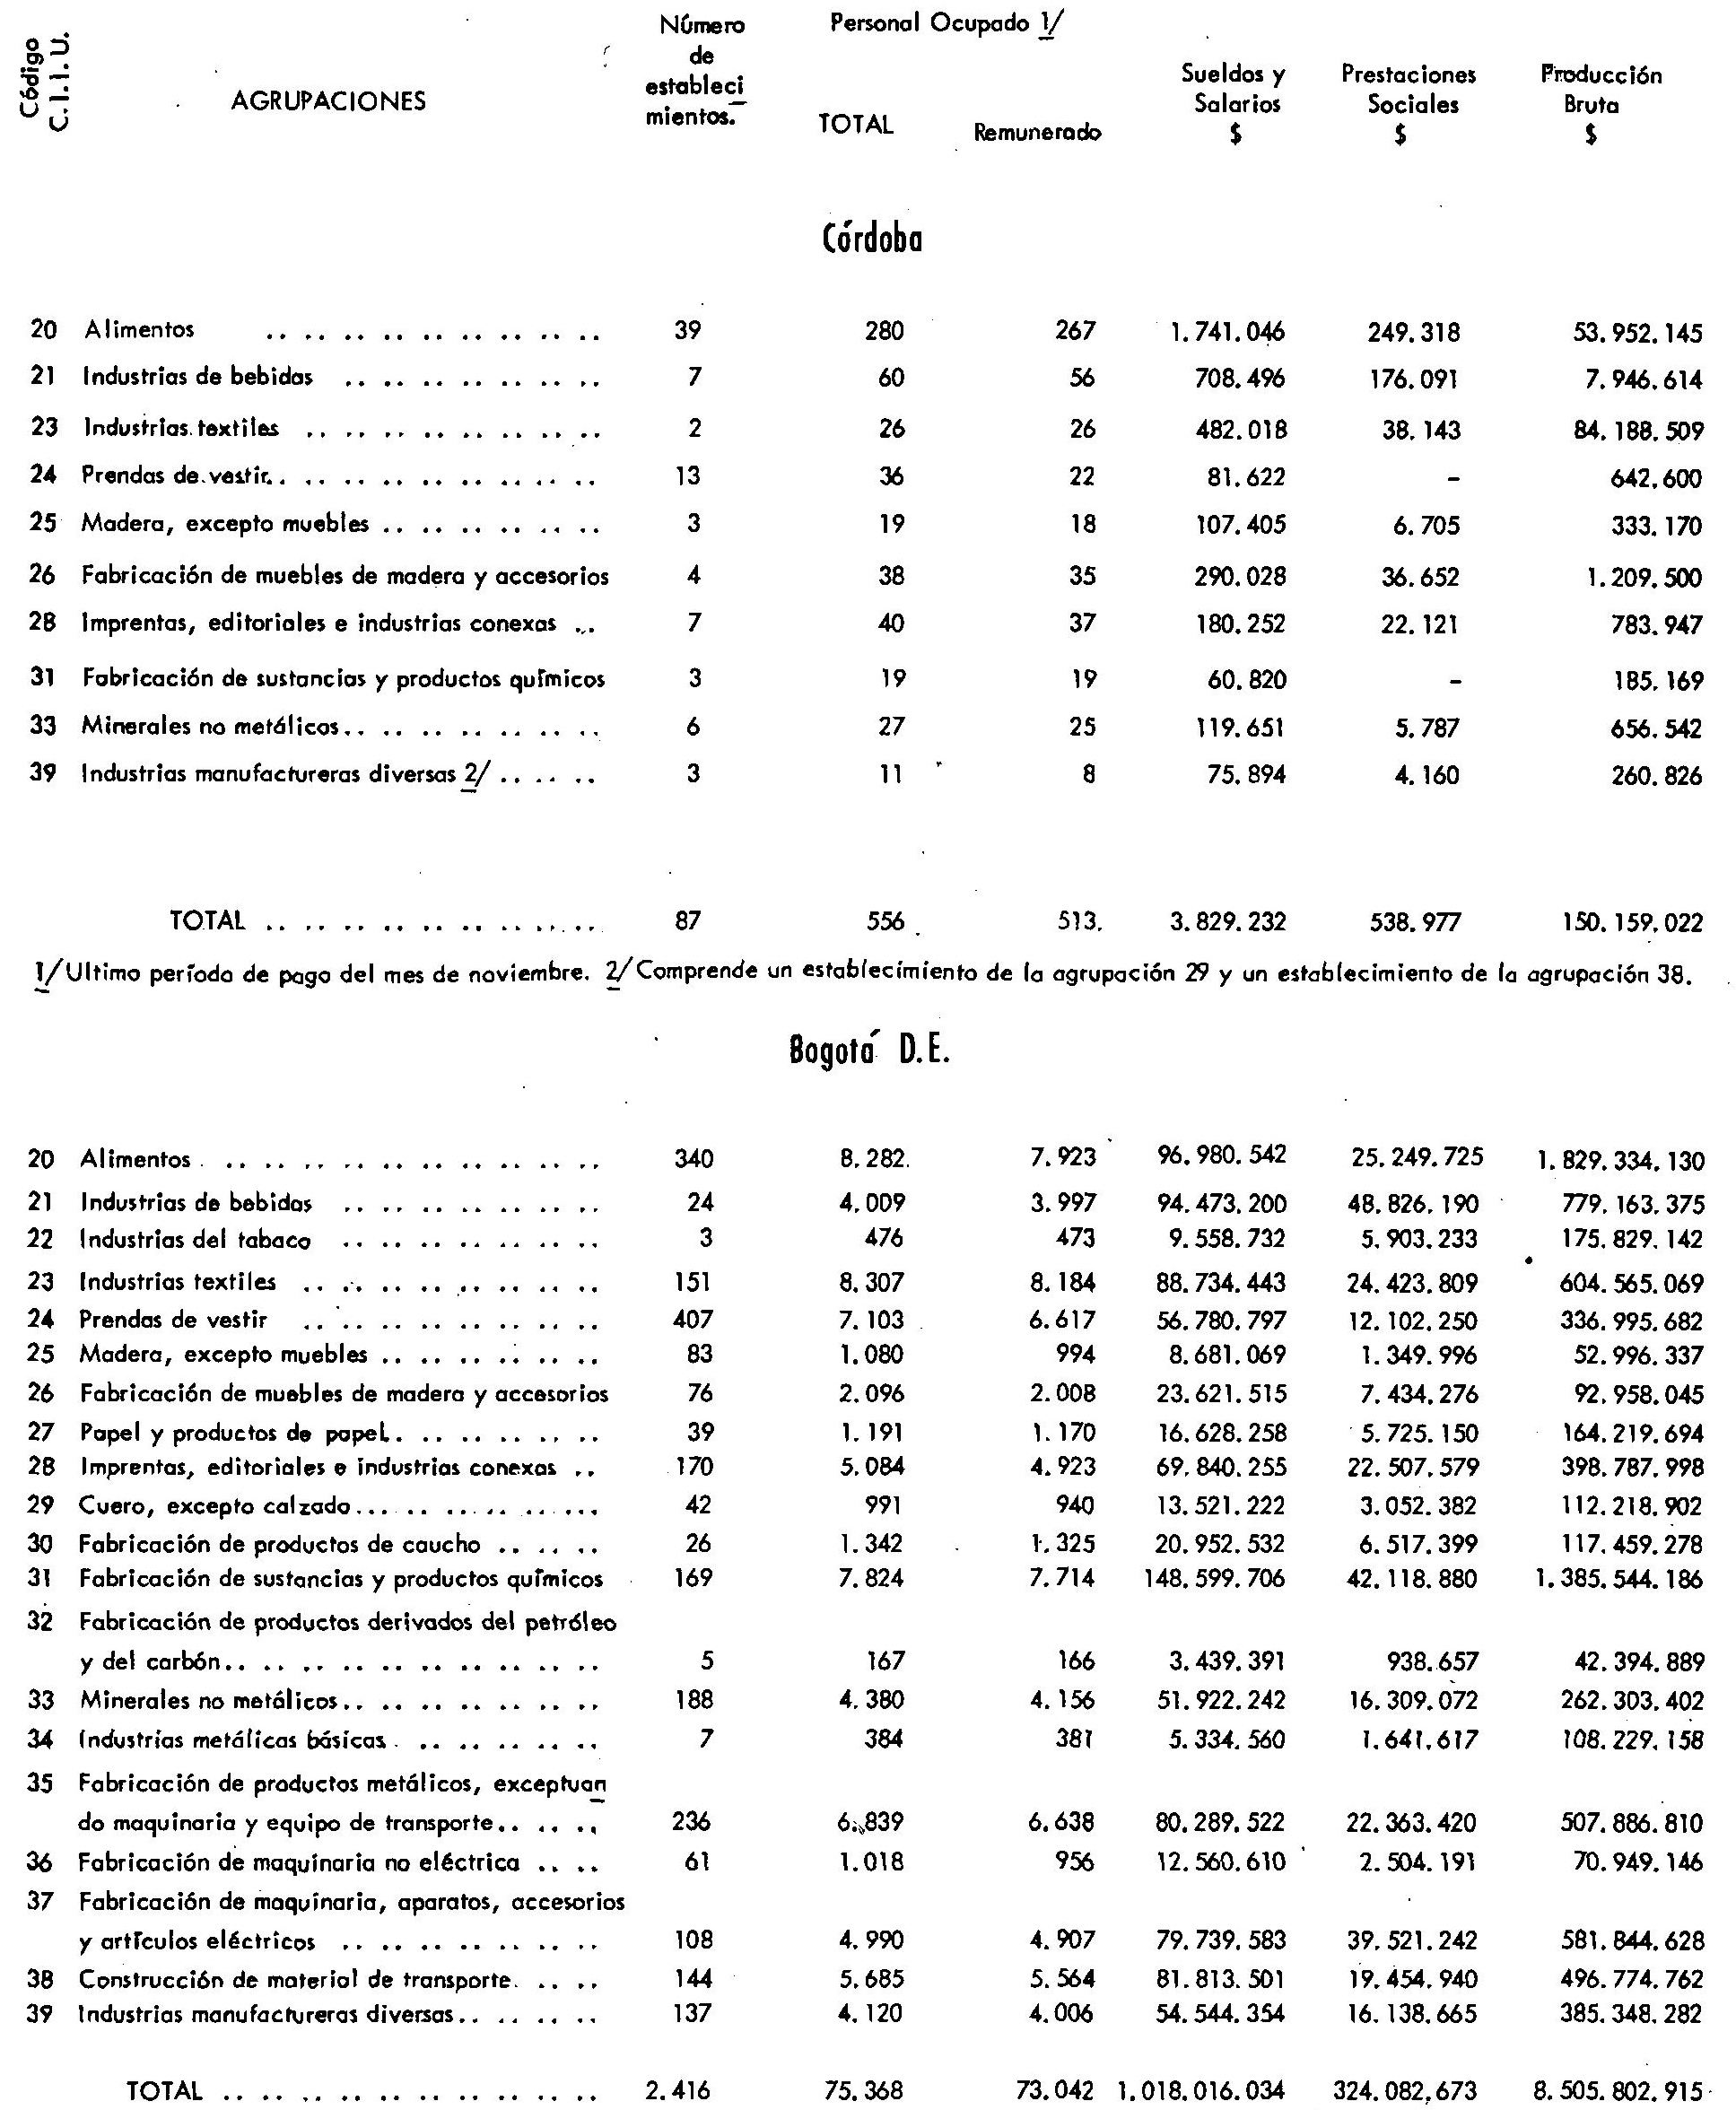 Código C.I.I.U. AGRUPACIONES Número de estableci mientos. Personal Ocupado 1/ TOTAL Remunerado Sueldos y Salarios $ Prestaciones Sociales $ Producción Bruta $
Córdoba
20 Alimentos .. .. .. .. .. .. .. .. .. 39 280 267 1.741.046 249.318 53.952.145
21 Industrias de bebidas .. .. .. .. .. .. .. 7 60 56 708.496 176.091 7.946.614
23 Industrias textiles .. .. .. .. .. .. .. .. 2 26 26 482.018 38.143 84.188.509
24 Prendas de vestir.. .. .. .. .. .. .. .. .. 13 36 22 81.622 - 642.600
25 Madera, excepto muebles .. .. .. .. .. .. 3 19 18 107.405 6.705 333.170
26 Fabricación de muebles de madera y accesorios 4 38 35 290.028 36.652 1.209.500
28 Imprentas, editoriales e industrias conexas .. 7 40 37 180.252 22.121 783.947
31 Fabricación de sustancias y productos químicos 3 19 19 60.820 - 185.169
33 Minerales no metálicos.. .. .. .. .. .. .. 6 27 25 119.651 5.787 656.542
39 Industrias manufactureras diversas 2/ .. .. .. 3 11 8 75.894 4.160 260.826
TOTAL .. .. .. .. .. .. .. .. .. 87 556 513. 3.829.232 538.977 150.159.022
1/Ultimo período de pago del mes de noviembre. 2/Comprende un establecimiento de la agrupación 29 y un establecimiento de la agrupación 38.
Bogotá D.E.
20 Alimentos . .. .. .. .. .. .. .. .. .. .. 340 8.282. 7.923 96.980.542 25.249.725 1.829.334.130
21 Industrias de bebidas .. .. .. .. .. .. .. 24 4.009 3.997 94.473.200 48.826.190 779.163.375
22 Industrias del tabaco .. .. .. .. .. .. .. 3 476 473 9.558.732 5.903.233 175.829.142
23 Industrias textiles .. .. .. .. .. .. .. .. 151 8.307 8.184 88.734.443 24.423.809 604.565.069
24 Prendas de vestir .. .. .. .. .. .. .. .. 407 7.103 6.617 56.780.797 12.102.250 336.995.682
25 Madera, excepto muebles .. .. .. .. .. .. 83 1.080 994 8.681.069 1.349.996 52.996.337
26 Fabricación de muebles de madera y accesorios 76 2.096 2.008 23.621.515 7.434.276 92.958.045
27 Papel y productos de papel.. .. .. .. .. .. 39 1.191 1.170 16.628.258 5.725.150 164.219.694
28 Imprentas, editoriales e industrias conexas .. 170 5.084 4.923 69.840.255 22.507.579 398.787.998
29 Cuero, excepto calzado... .. .. .. .. .. .. 42 991 940 13.521.222 3.052.382 112.218.902
30 Fabricación de productos de caucho .. .. .. 26 1.342 1.325 20.952.532 6.517.399 117.459.278
31 Fabricación de sustancias y productos químicos 169 7.824 7.714 148.599.706 42.118.880 1.385.544.186
32 Fabricación de productos derivados del petróleo
y del carbón.. .. .. .. .. .. .. .. .. .. 5 167 166 3.439.391 938.657 42.394.889
33 Minerales no metálicos.. .. .. .. .. .. .. 188 4.380 4.156 51.922.242 16.309.072 262.303.402
34 Industrias metálicas básicas . .. .. .. .. .. 7 384 381 5.334.560 1.641.617 108.229.158
35 Fabricación de productos metálicos, exceptuan
do maquinaria y equipo de transporte.. .. .. 236 6.839 6.638 80.289.522 22.363.420 507.886.810
36 Fabricación de maquinaria no eléctrica .. .. 61 1.018 956 12.560.610 2.504.191 70.949.146
37 Fabricación de maquinaria, aparatos, accesorios
y artículos eléctricos .. .. .. .. .. .. .. 108 4.990 4.907 79.739.583 39.521.242 581.844.628
38 Construcción de material de transporte. .. .. 144 5.685 5.564 81.813.501 19.454.940 496.774.762
39 Industrias manufactureras diversas.. .. .. .. 137 4.120 4.006 54.544.354 16.138.665 385.348.282
TOTAL .. .. .. .. .. .. .. .. .. .. 2.416 75.368 73.042 1.018.016.034 324.082.673 8.505.802.915